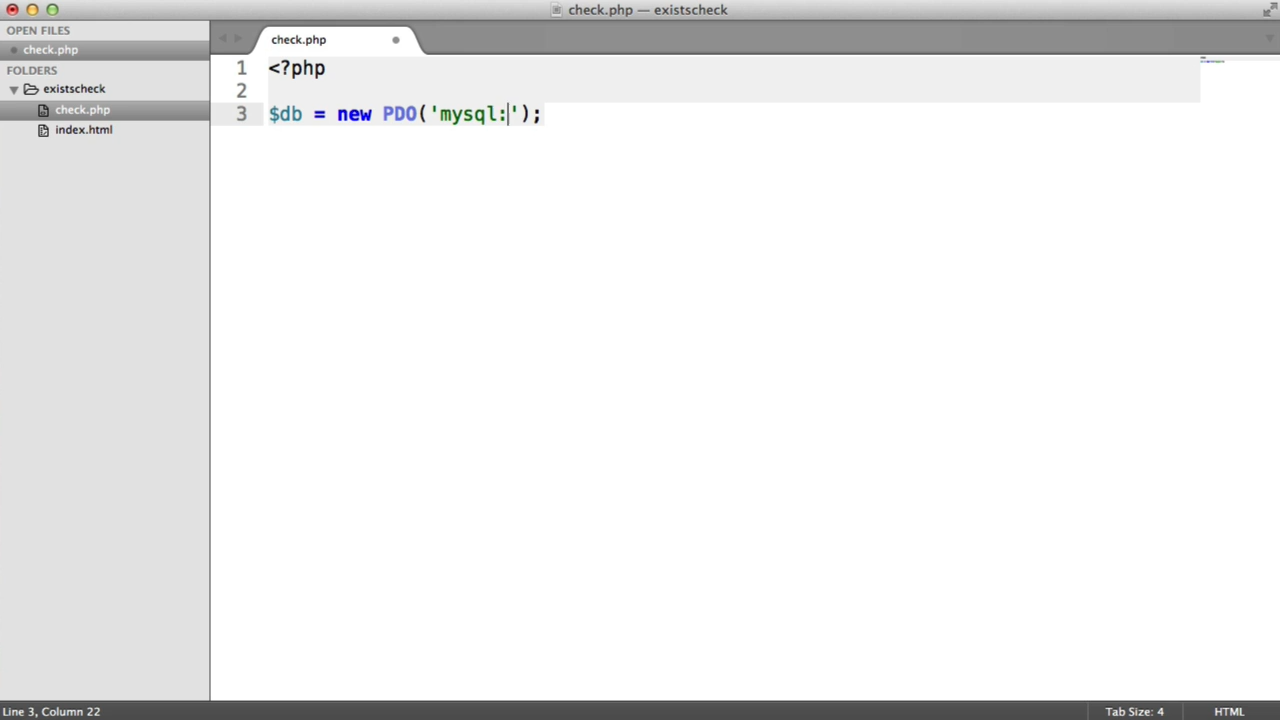 check.php — existscheck
OPEN FILES
check.php
FOLDERS
existscheck
check.php
index.html
check.php
1 <?php
2
3 $db = new PDO('mysql:');
Line 3, Column 22
Tab Size: 4
HTML